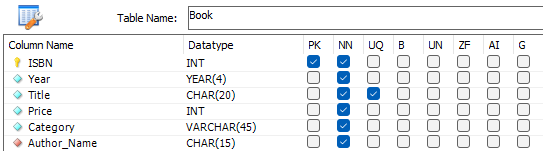 Table Name: Book
Column Name Datatype PK NN UQ B UN ZF AI G
ISBN INT
Year YEAR(4)
Title CHAR(20)
Price INT
Category VARCHAR(45)
Author_Name CHAR(15)